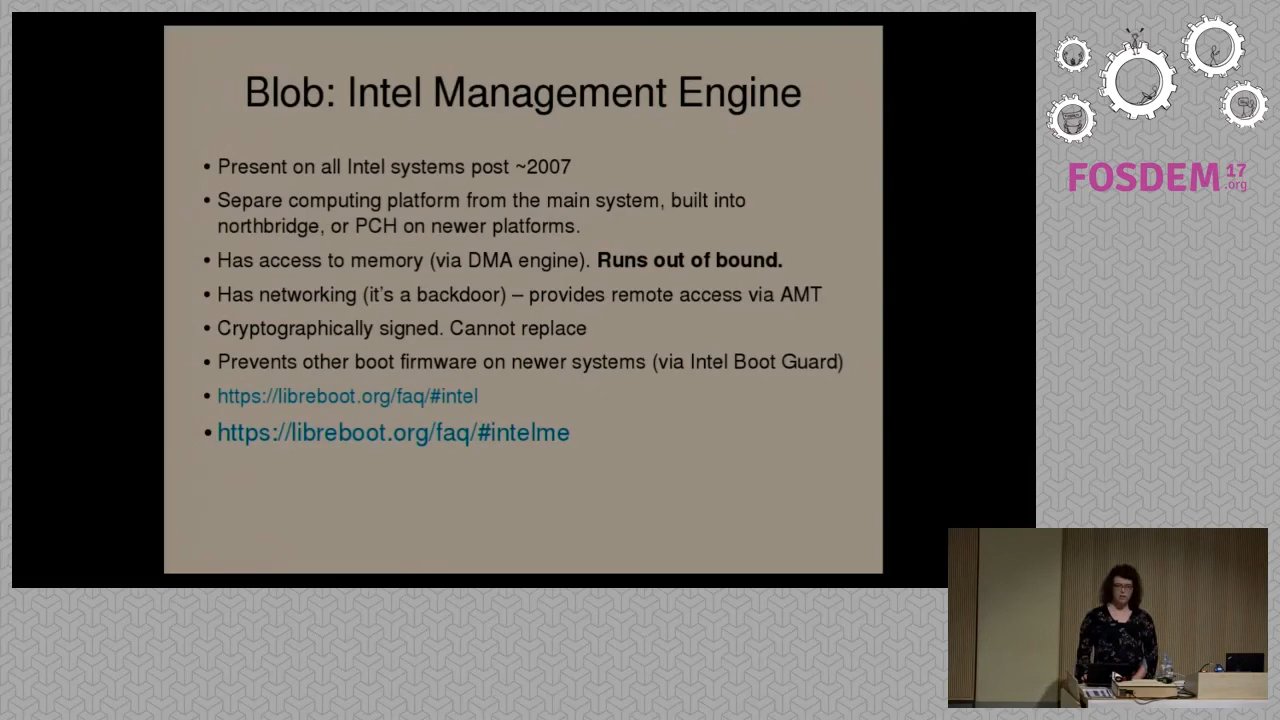 Blob: Intel Management Engine
• Present on all Intel systems post ~2007
• Separe computing platform from the main system, built into
northbridge, or PCH on newer platforms.
• Has access to memory (via DMA engine). Runs out of bound.
• Has networking (it's a backdoor) – provides remote access via AMT
• Cryptographically signed. Cannot replace
• Prevents other boot firmware on newer systems (via Intel Boot Guard)
• https://libreboot.org/faq/#intel
• https://libreboot.org/faq/#intelme
FOSDEM 17
.org